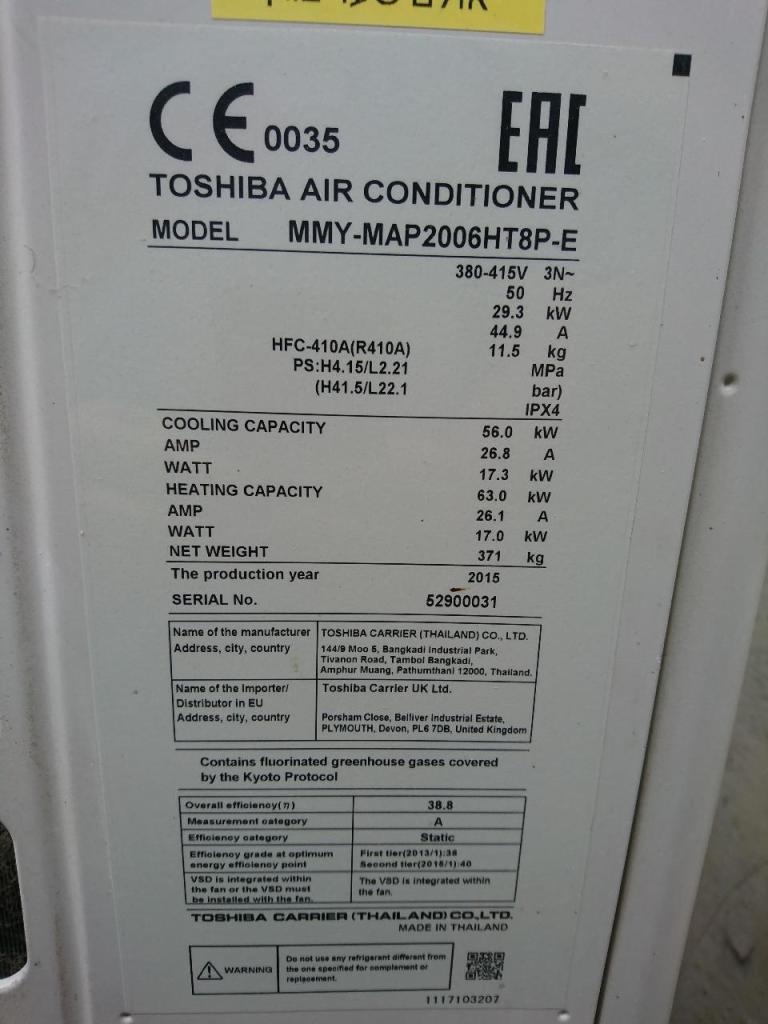 CE 0035 EAC
TOSHIBA AIR CONDITIONER
MODEL MMY-MAP2006HT8P-E
380-415V 3N~
50 Hz
29.3 kW
44.9 A
HFC-410A(R410A) 11.5 kg
PS:H4.15/L2.21 MPa
(H41.5/L22.1 bar)
IPX4
COOLING CAPACITY 56.0 kW
AMP 26.8 A
WATT 17.3 kW
HEATING CAPACITY 63.0 kW
AMP 26.1 A
WATT 17.0 kW
NET WEIGHT 371 kg
The production year 2015
SERIAL No. 52900031
Name of the manufacturer TOSHIBA CARRIER (THAILAND) CO., LTD.
Address, city, country 144/9 Moo 5, Bangkadi Industrial Park,
Tivanon Road, Tambol Bangkadi,
Amphur Muang, Pathumthani 12000, Thailand.
Name of the Importer/ Toshiba Carrier UK Ltd.
Distributor in EU
Address, city, country Porsham Close, Belliver Industrial Estate,
PLYMOUTH, Devon, PL6 7DB, United Kingdom
Contains fluorinated greenhouse gases covered
by the Kyoto Protocol
Overall efficiency(η) 38.8
Measurement category A
Efficiency category Static
Efficiency grade at optimum First tier(2013/1):36
energy efficiency point Second tier(2015/1):40
VSD is integrated within The VSD is integrated within
the fan or the VSD must the fan.
be installed with the fan.
TOSHIBA CARRIER (THAILAND) CO.,LTD.
MADE IN THAILAND
WARNING Do not use any refrigerant different from
the one specified for complement or
replacement.
1117103207